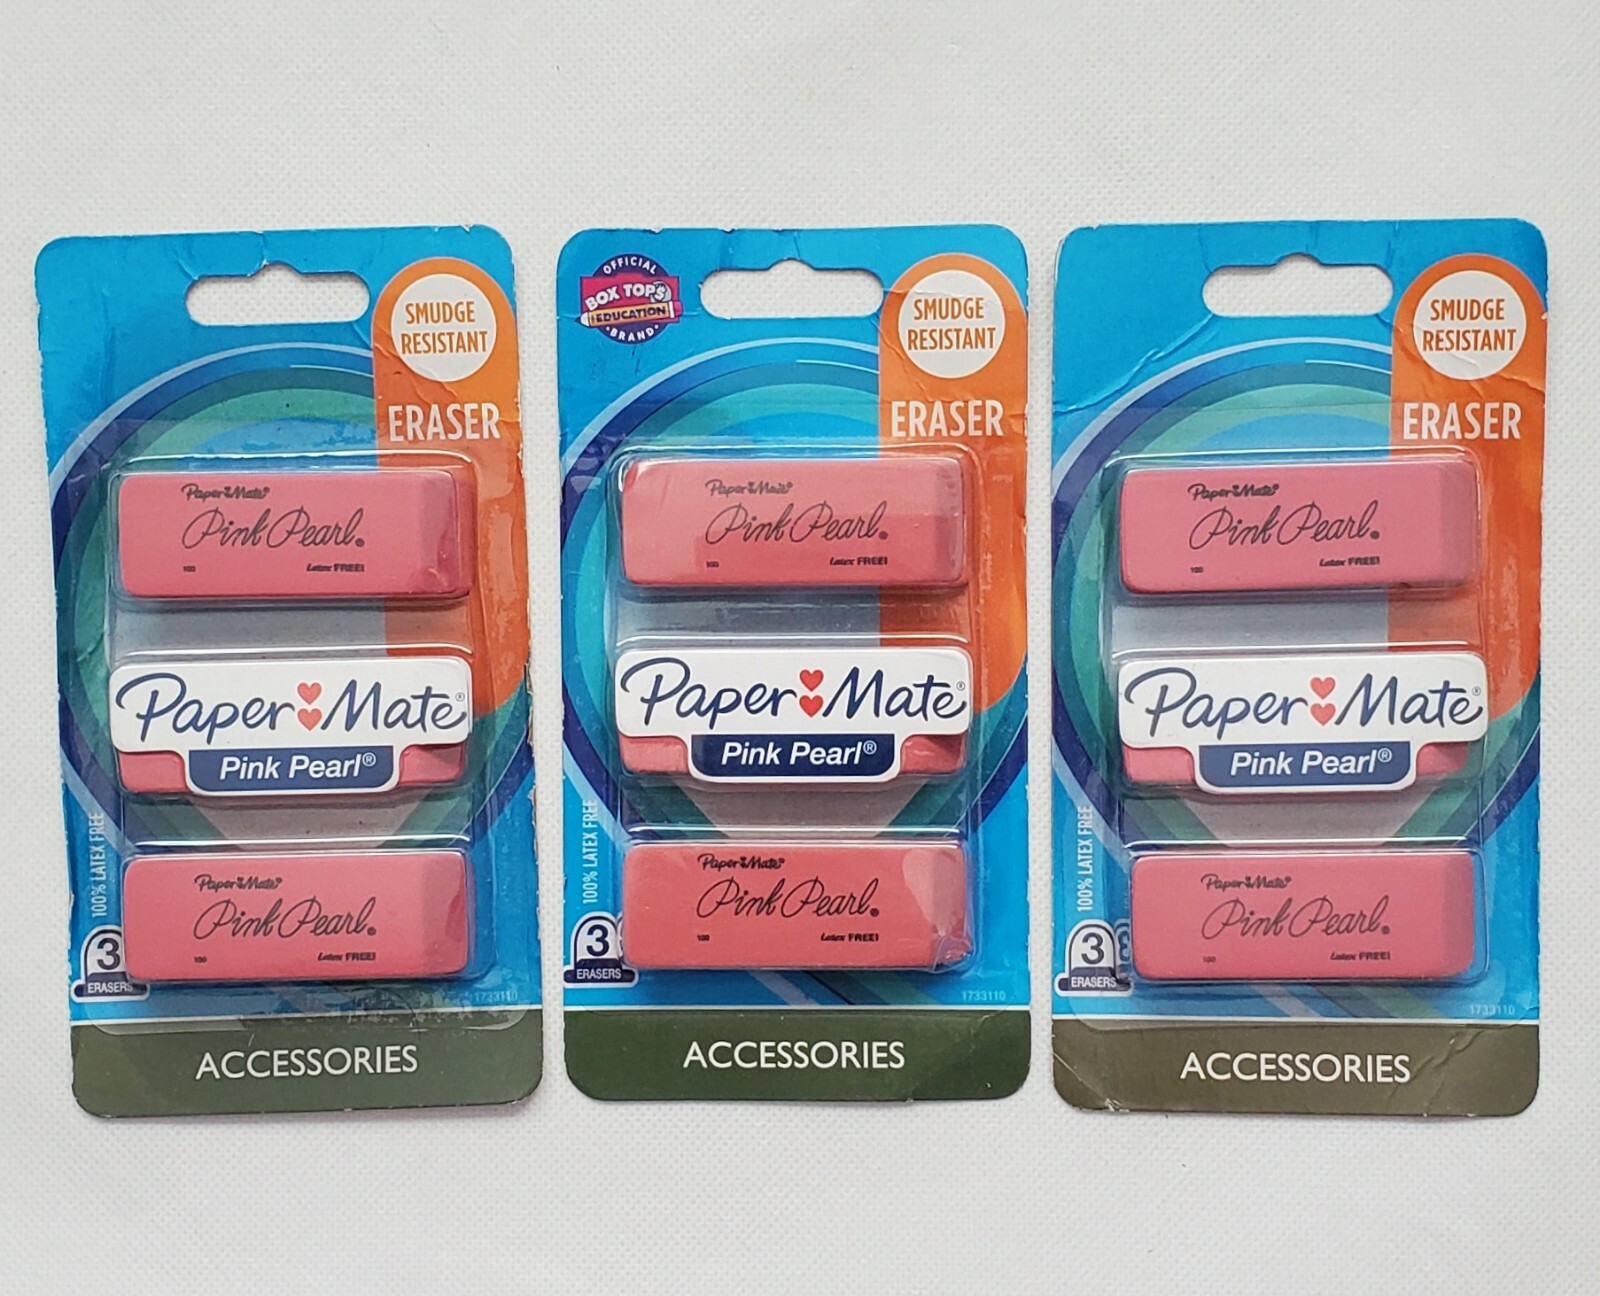 SMUDGE
RESISTANT
ERASER
Paper Mate®
Pink Pearl®
100 Latex FREE!
Paper Mate®
Pink Pearl®
100% LATEX FREE
Paper Mate®
Pink Pearl®
100 Latex FREE!
3
ERASERS
1733110
ACCESSORIES
OFFICIAL
BOX TOPS
EDUCATION
BRAND
SMUDGE
RESISTANT
ERASER
Paper Mate®
Pink Pearl®
100 Latex FREE!
Paper Mate®
Pink Pearl®
100% LATEX FREE
Paper Mate®
Pink Pearl®
100 Latex FREE!
3
ERASERS
1733110
ACCESSORIES
SMUDGE
RESISTANT
ERASER
Paper Mate®
Pink Pearl®
100 Latex FREE!
Paper Mate®
Pink Pearl®
100% LATEX FREE
Paper Mate®
Pink Pearl®
100 Latex FREE!
3
ERASERS
1733110
ACCESSORIES